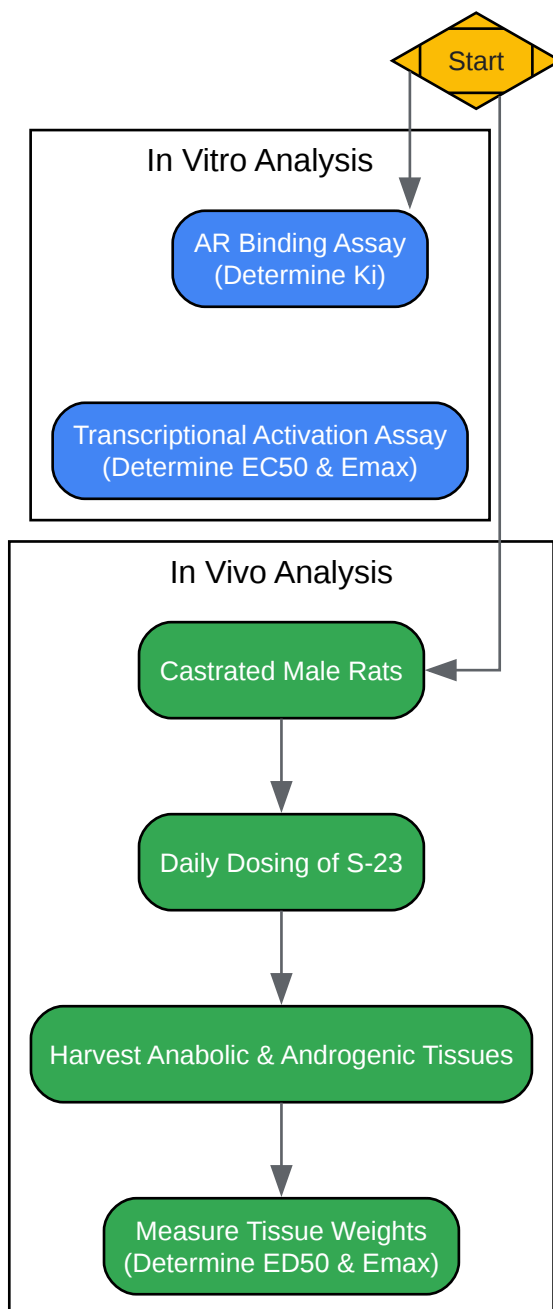 Start
In Vitro Analysis
AR Binding Assay
(Determine Ki)
Transcriptional Activation Assay
(Determine EC50 & Emax)
In Vivo Analysis
Castrated Male Rats
Daily Dosing of S-23
Harvest Anabolic & Androgenic Tissues
Measure Tissue Weights
(Determine ED50 & Emax)